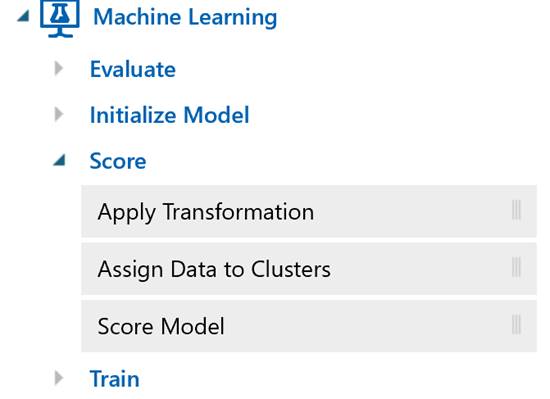 Machine Learning
Evaluate
Initialize Model
Score
Apply Transformation
Assign Data to Clusters
Score Model
Train